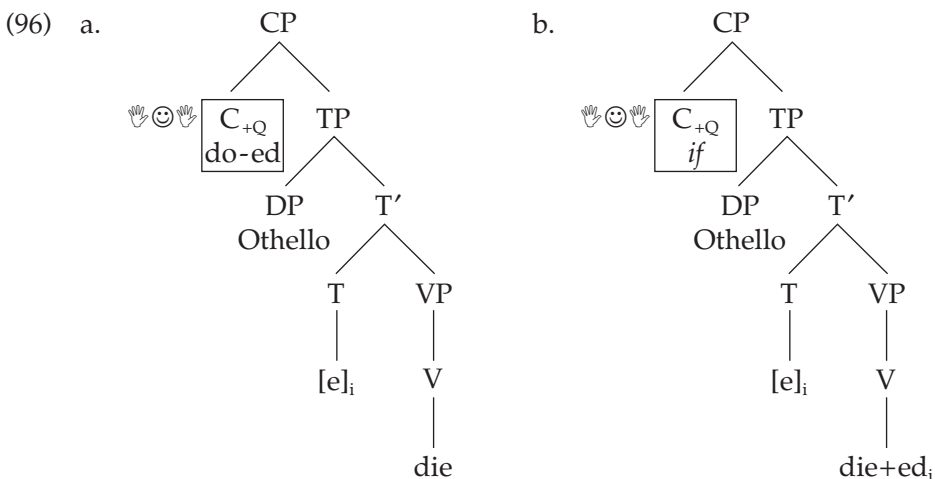 (96) a. CP b. CP
🖑☺🖑 C+Q TP 🖑☺🖑 C+Q TP
do-ed if
DP T′ DP T′
Othello Othello
T VP T VP
[e]i V [e]i V
die die+edi